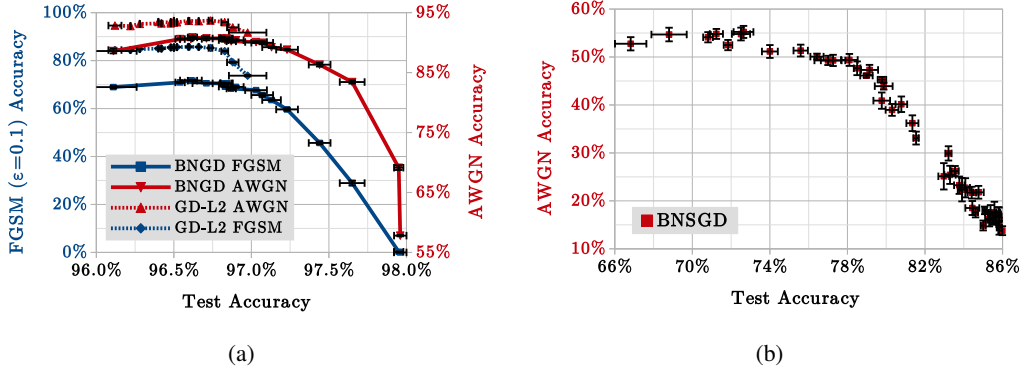 FGSM (ε=0.1) Accuracy
100%
80%
60%
40%
20%
0%
95%
85%
75%
65%
55%
AWGN Accuracy
BNGD FGSM
BNGD AWGN
GD-L2 AWGN
GD-L2 FGSM
96.0% 96.5% 97.0% 97.5% 98.0%
Test Accuracy
(a)
AWGN Accuracy
60%
50%
40%
30%
20%
10%
BNSGD
66% 70% 74% 78% 82% 86%
Test Accuracy
(b)